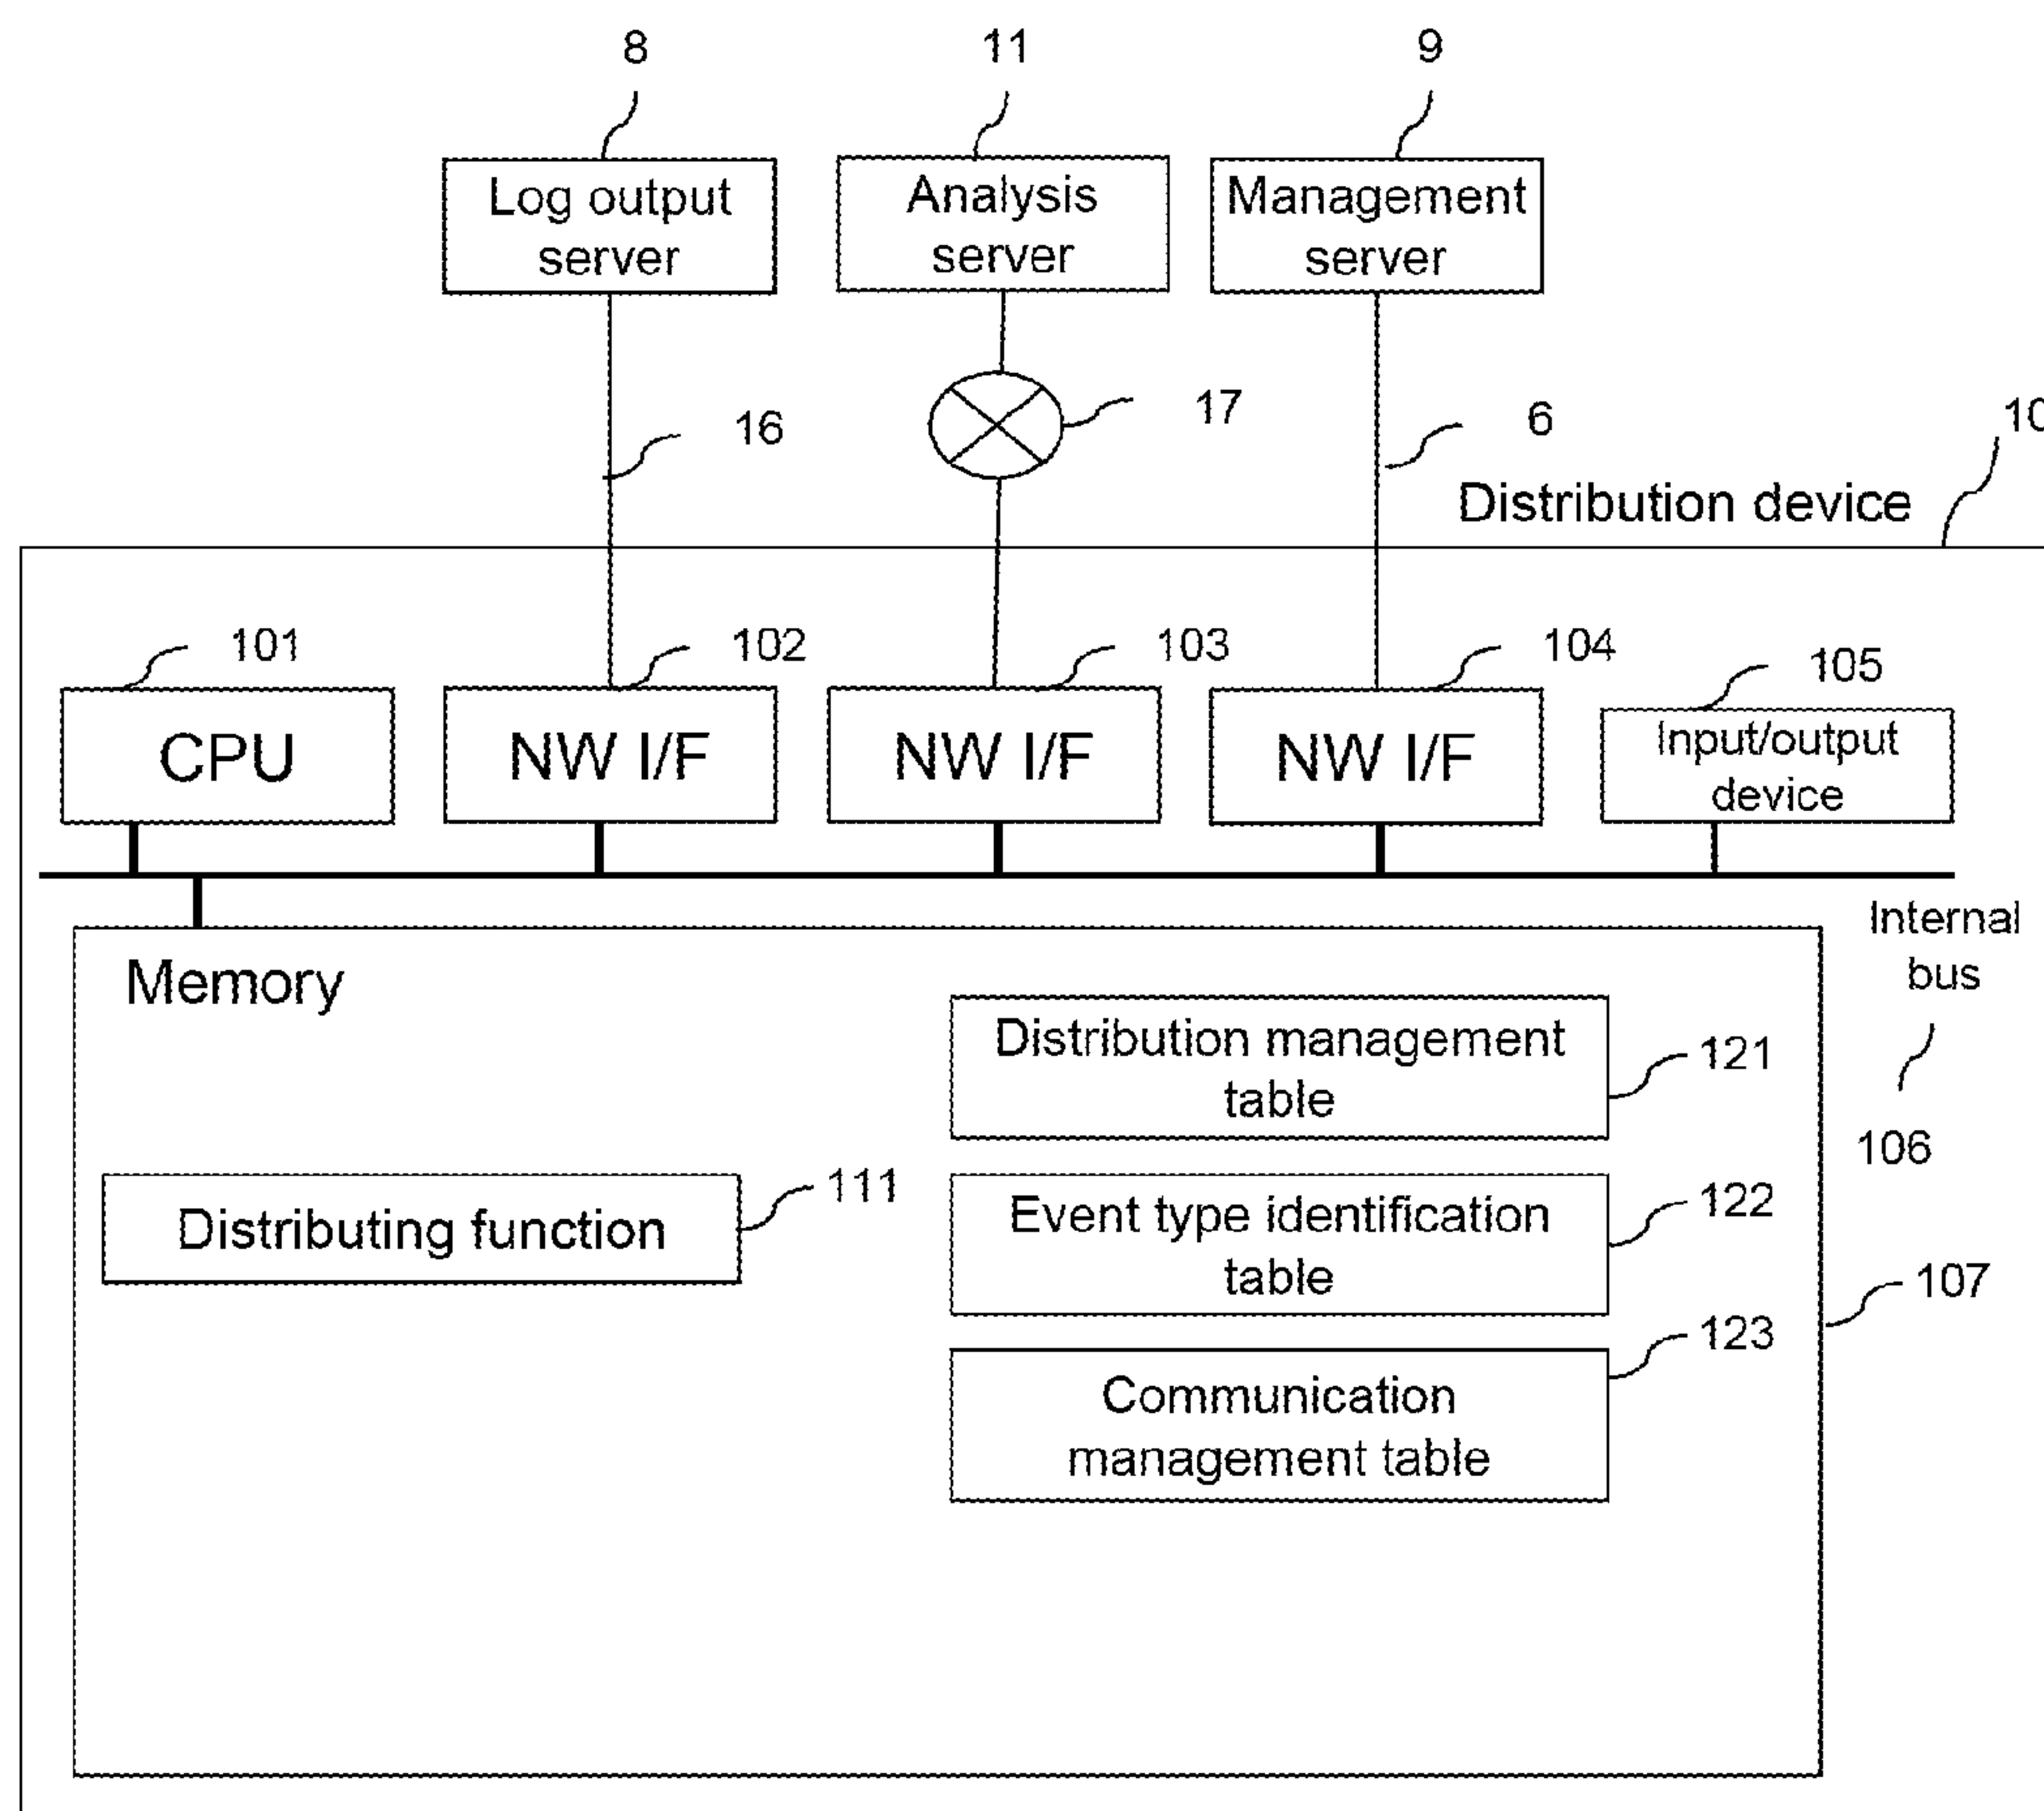 8
11
9
Log output
server
Analysis
server
Management
server
16
17
6
10
Distribution device
101
102
103
104
105
CPU
NW I/F
NW I/F
NW I/F
Input/output
device
Internal
bus
106
Memory
Distribution management
table
121
Distributing function
111
Event type identification
table
122
107
123
Communication
management table